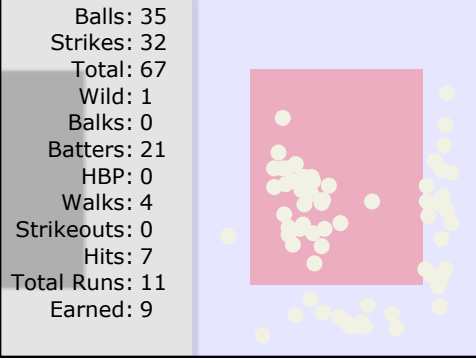 Balls: 35
Strikes: 32
Total: 67
Wild: 1
Balks: 0
Batters: 21
HBP: 0
Walks: 4
Strikeouts: 0
Hits: 7
Total Runs: 11
Earned: 9